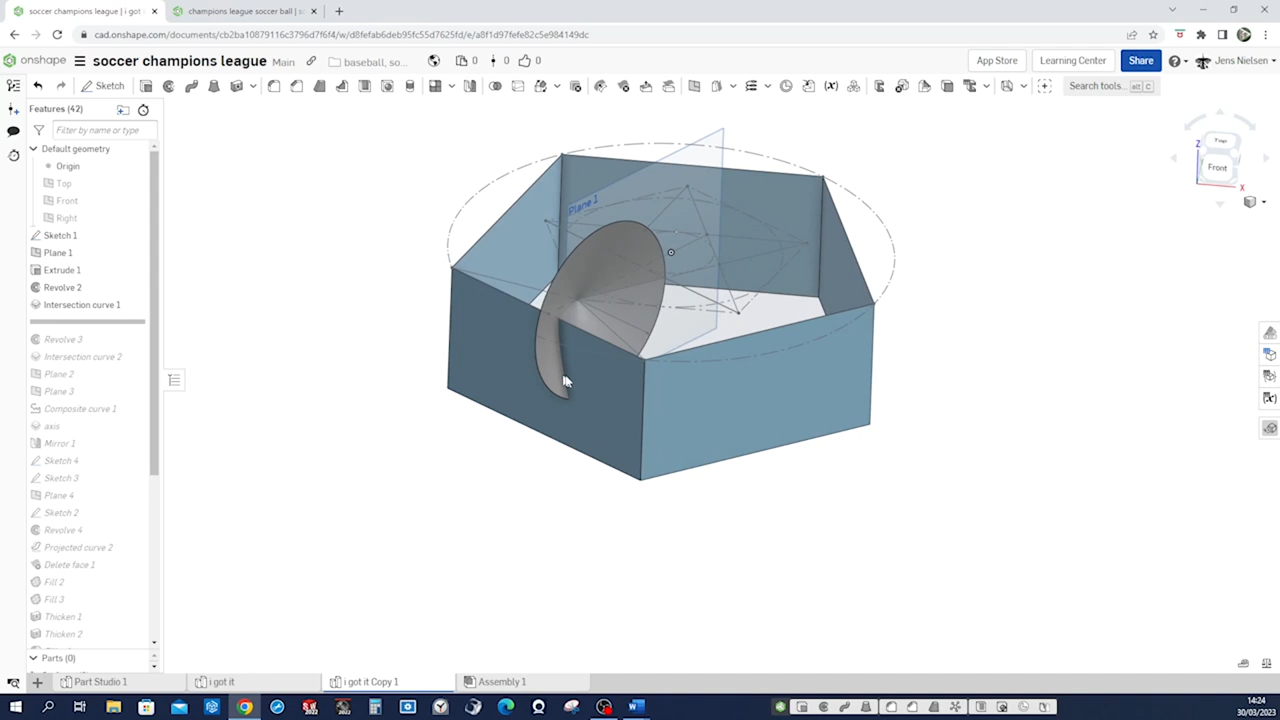 soccer champions league | i got i
champions league soccer ball | s
cad.onshape.com/documents/cb2ba10879116c3796d7f6f4/w/d8fefab6deb95fc55d7625fd/e/a8f1d97fefe82c5e984149dc
onshape
soccer champions league
Main
baseball, so...
0
0
0
App Store
Learning Center
Share
Jens Nielsen
Sketch
Search tools...
alt C
Features (42)
Filter by name or type
Default geometry
Origin
Top
Front
Right
Sketch 1
Plane 1
Extrude 1
Revolve 2
Intersection curve 1
Revolve 3
Intersection curve 2
Plane 2
Plane 3
Composite curve 1
axis
Mirror 1
Sketch 4
Sketch 3
Plane 4
Sketch 2
Revolve 4
Projected curve 2
Delete face 1
Fill 2
Fill 3
Thicken 1
Thicken 2
Parts (0)
Plane 1
Top
Front
Z
X
Part Studio 1
i got it
i got it Copy 1
Assembly 1
14:24
30/03/2023